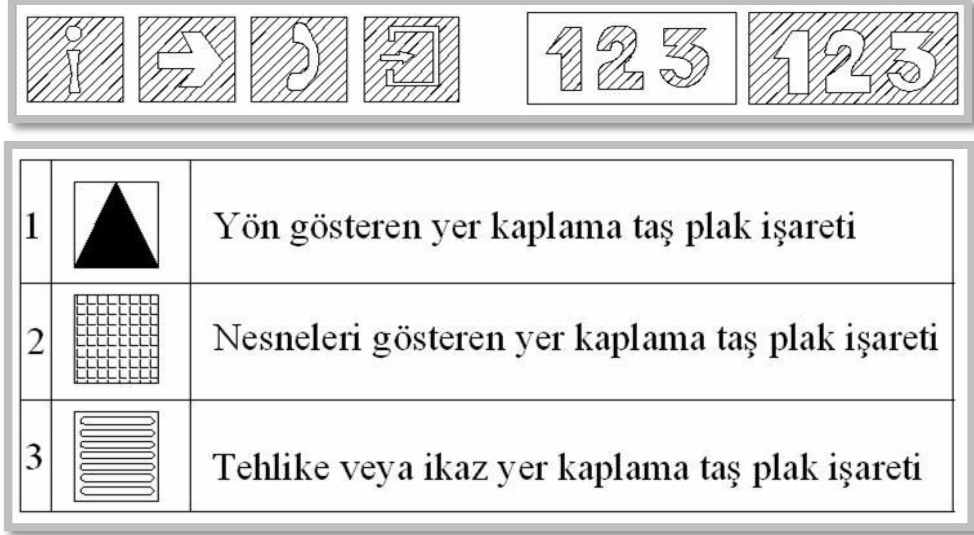 i
123 123
1 Yön gösteren yer kaplama taş plak işareti
2 Nesneleri gösteren yer kaplama taş plak işareti
3 Tehlike veya ikaz yer kaplama taş plak işareti